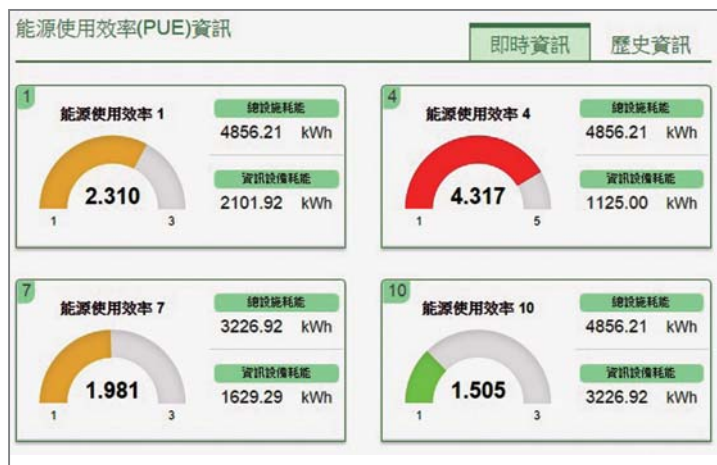 能源使用效率(PUE)資訊
即時資訊 歷史資訊
1
能源使用效率 1
總設施耗能
4856.21 kWh
資訊設備耗能
2101.92 kWh
2.310
1 3
4
能源使用效率 4
總設施耗能
4856.21 kWh
資訊設備耗能
1125.00 kWh
4.317
1 5
7
能源使用效率 7
總設施耗能
3226.92 kWh
資訊設備耗能
1629.29 kWh
1.981
1 3
10
能源使用效率 10
總設施耗能
4856.21 kWh
資訊設備耗能
3226.92 kWh
1.505
1 3